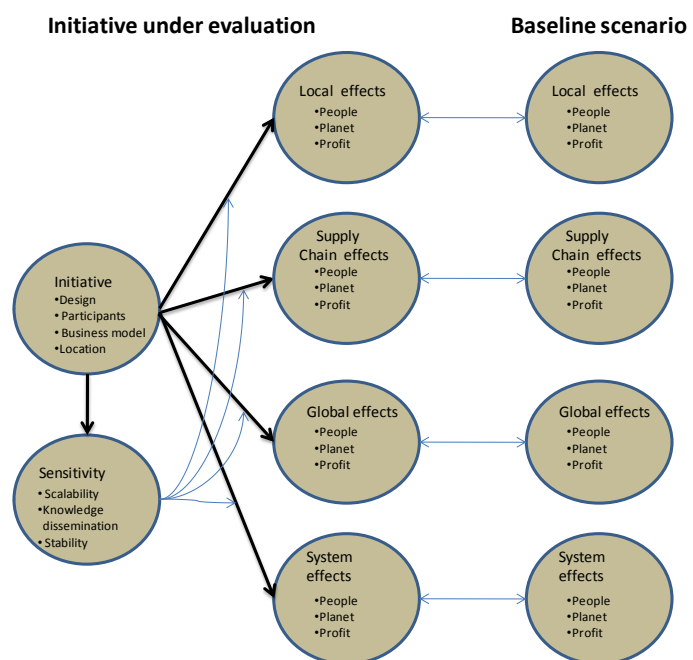 Initiative under evaluation
Baseline scenario
Local effects
•People
•Planet
•Profit
Local effects
•People
•Planet
•Profit
Supply
Chain effects
•People
•Planet
•Profit
Supply
Chain effects
•People
•Planet
•Profit
Initiative
•Design
• Participants
• Business model
• Location
Global effects
•People
•Planet
•Profit
Global effects
•People
•Planet
•Profit
Sensitivity
• Scalability
•Knowledge
dissemination
• Stability
System
effects
•People
•Planet
•Profit
System
effects
•People
•Planet
•Profit